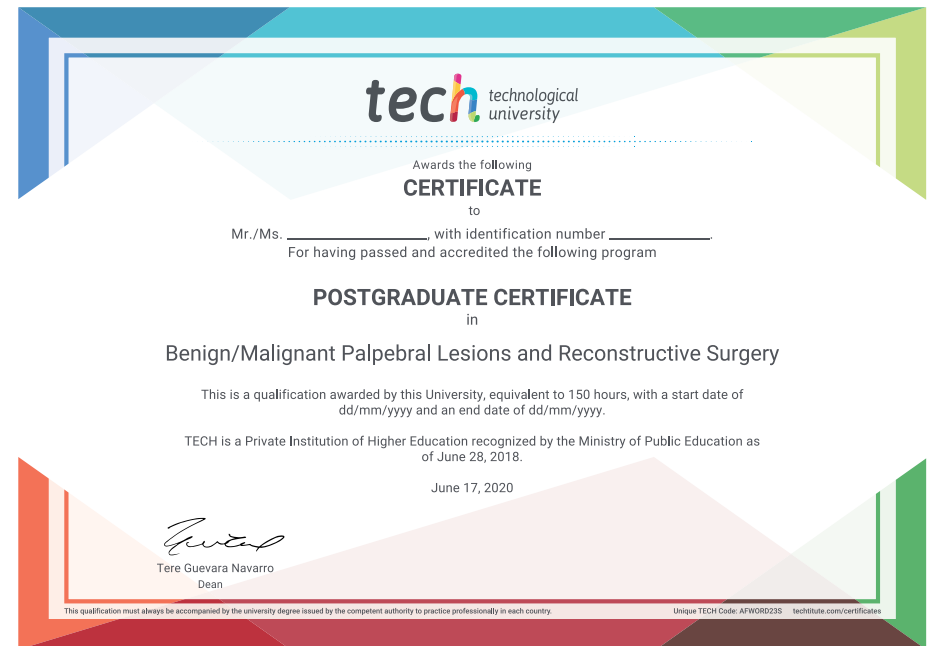 tech technological
university
Awards the following
CERTIFICATE
to
Mr./Ms. ____________________, with identification number ______________.
For having passed and accredited the following program
POSTGRADUATE CERTIFICATE
in
Benign/Malignant Palpebral Lesions and Reconstructive Surgery
This is a qualification awarded by this University, equivalent to 150 hours, with a start date of
dd/mm/yyyy and an end date of dd/mm/yyyy.
TECH is a Private Institution of Higher Education recognized by the Ministry of Public Education as
of June 28, 2018.
June 17, 2020
Tere Guevara Navarro
Dean
This qualification must always be accompanied by the university degree issued by the competent authority to practice professionally in each country.
Unique TECH Code: AFWORD23S techtitute.com/certificates